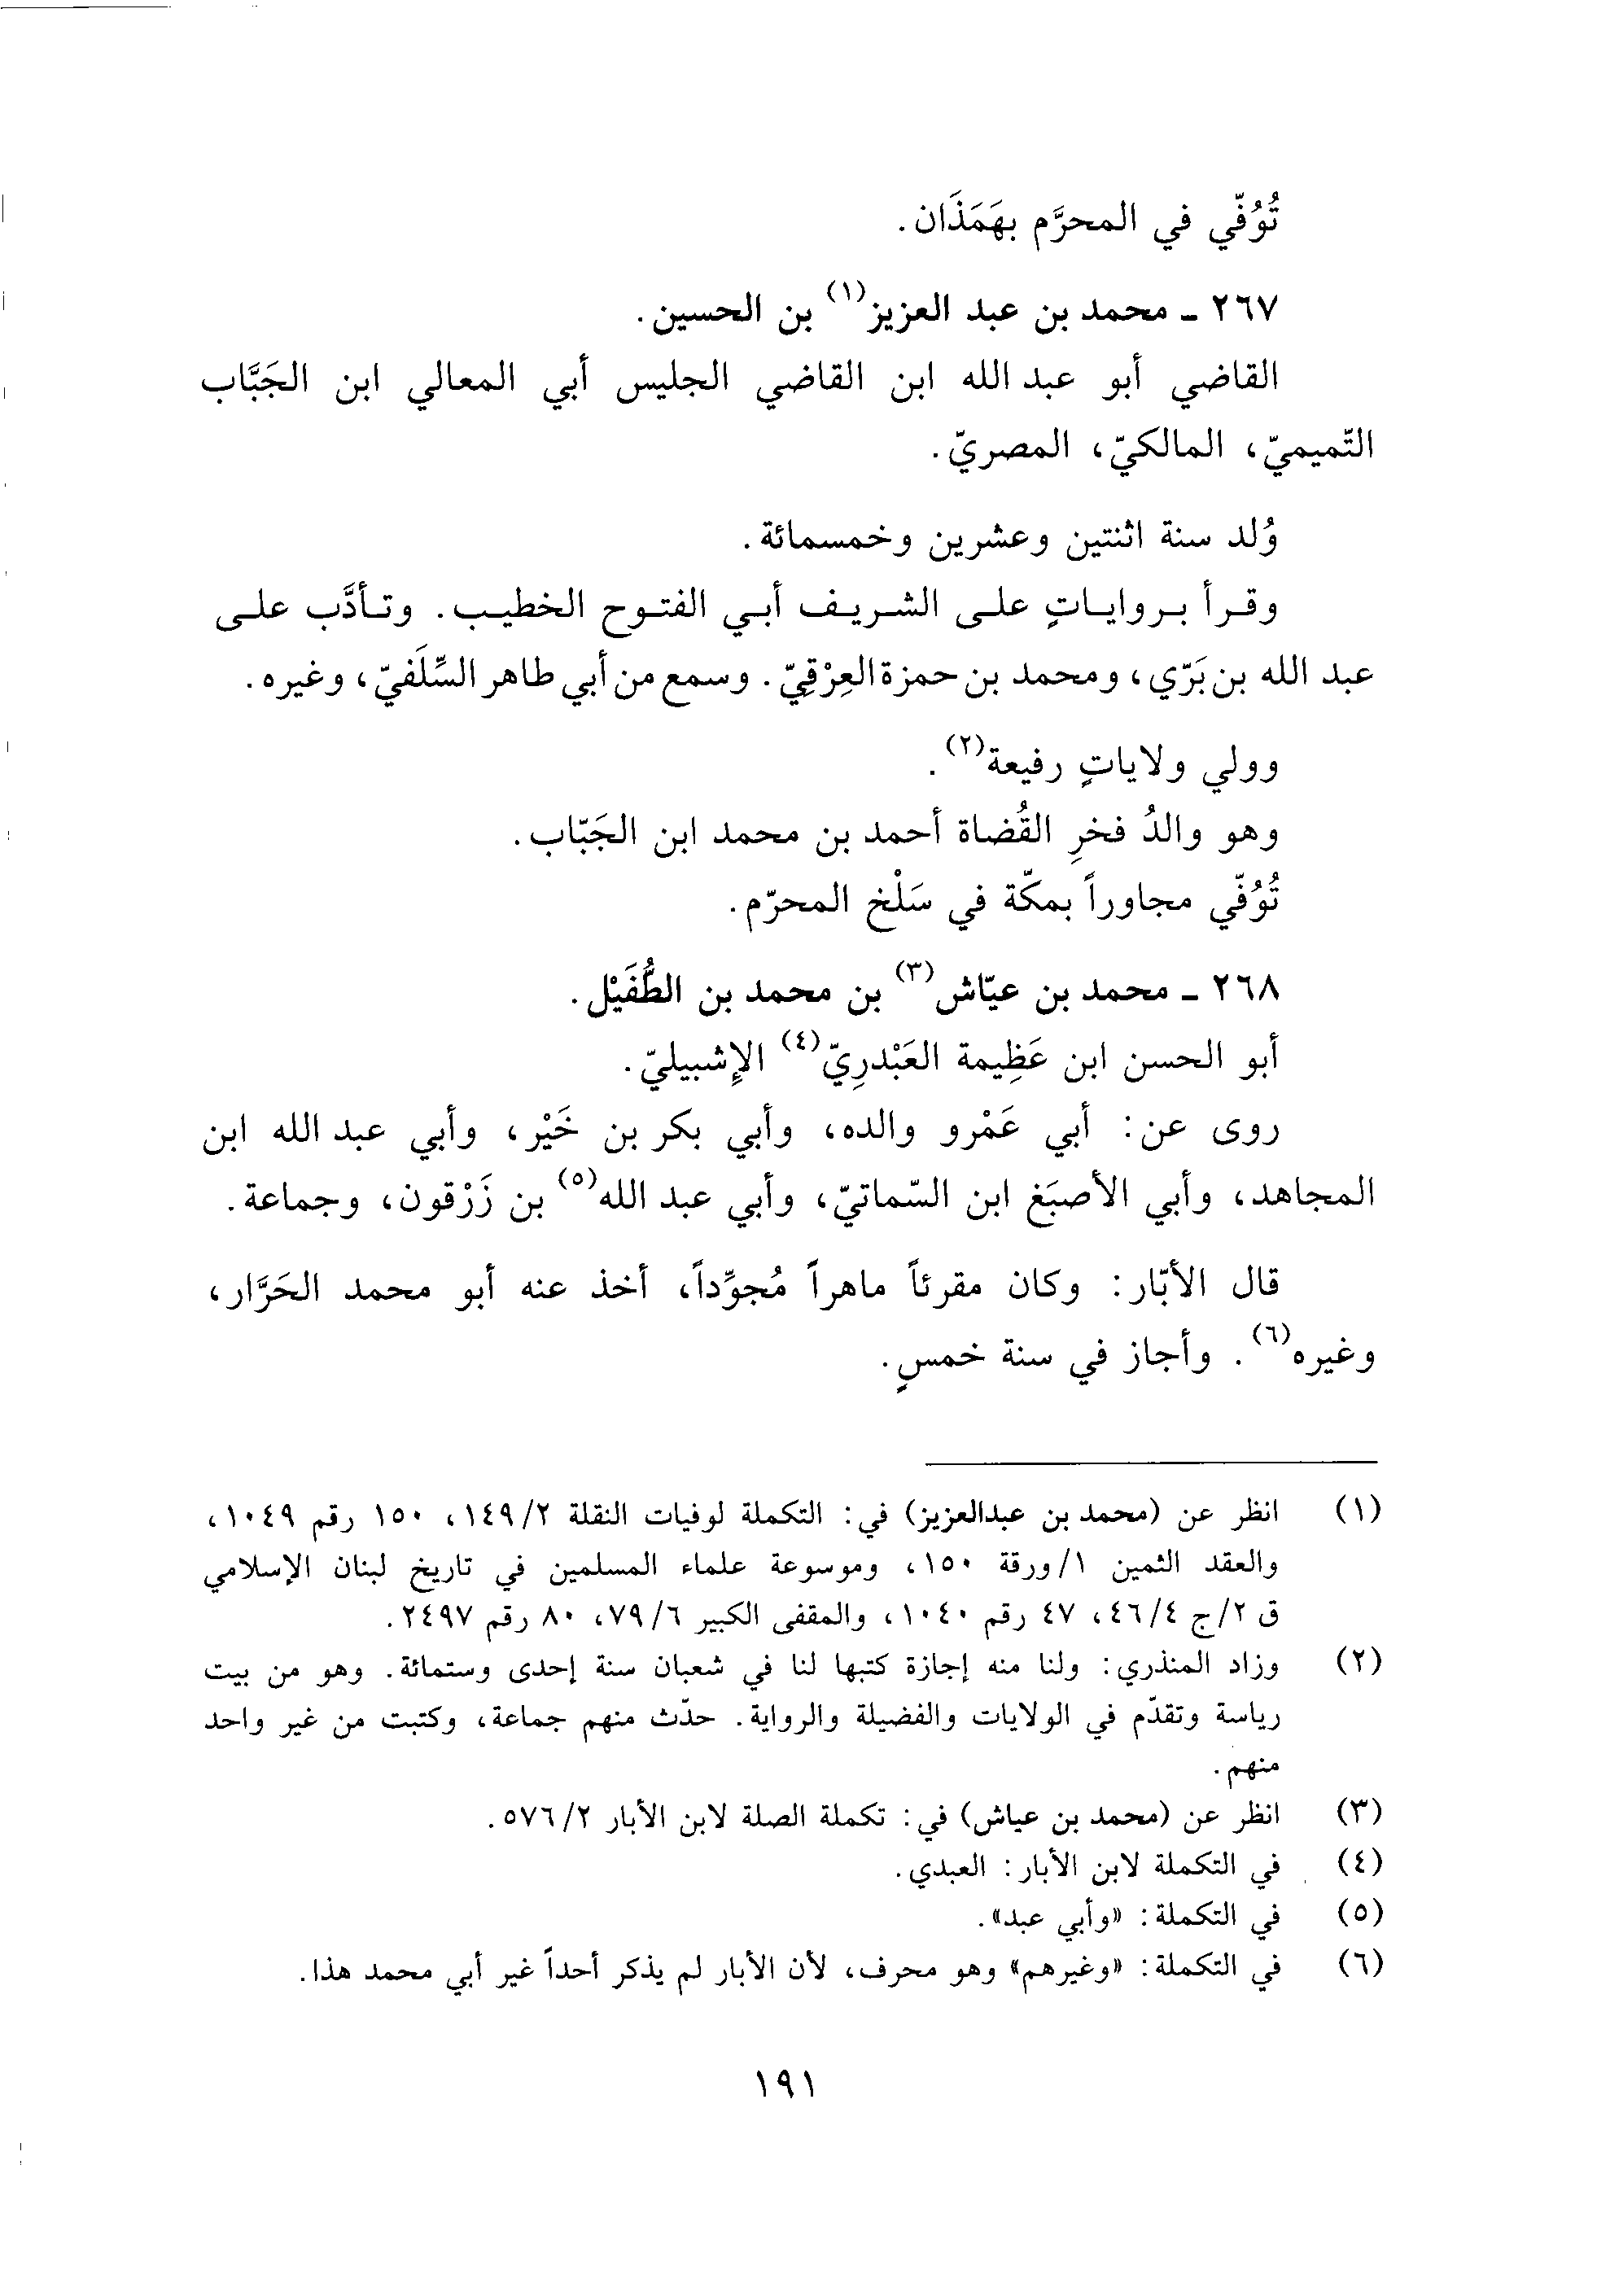 تُوُفّي في المحرَّم بهَمَذَان.
٢٦٧ ـ محمد بن عبد العزيز(١) بن الحسين.
القاضي أبو عبد الله ابن القاضي الجليس أبي المعالي ابن الجَبَّاب
التّميميّ، المالكيّ، المصريّ.
وُلد سنة اثنتين وعشرين وخمسمائة.
وقـرأ بـروايـاتٍ علـى الشـريـف أبـي الفتـوح الخطيـب. وتـأدَّب علـى
عبد الله بن بَرّي، ومحمد بن حمزة العِرْقِيّ. وسمع من أبي طاهر السِّلَفيّ، وغيره.
وولي ولاياتٍ رفيعة(٢).
وهو والدُ فخرِ القُضاة أحمد بن محمد ابن الجَبّاب.
تُوُفّي مجاوراً بمكّة في سَلْخ المحرّم.
٢٦٨ ـ محمد بن عيّاش(٣) بن محمد بن الطُّفَيْل.
أبو الحسن ابن عَظِيمة العَبْدرِيّ(٤) الإشبيليّ.
روى عن: أبي عَمْرو والده، وأبي بكر بن خَيْر، وأبي عبد الله ابن
المجاهد، وأبي الأصبَغ ابن السّماتيّ، وأبي عبد الله(٥) بن زَرْقون، وجماعة.
قال الأبّار: وكان مقرئاً ماهراً مُجوِّداً، أخذ عنه أبو محمد الحَرَّار،
وغيره(٦). وأجاز في سنة خمسٍ.
(١) انظر عن (محمد بن عبدالعزيز) في: التكملة لوفيات النقلة ١٤٩/٢، ١٥٠ رقم ١٠٤٩،
والعقد الثمين ١/ورقة ١٥٠، وموسوعة علماء المسلمين في تاريخ لبنان الإسلامي
ق ٢/ج ٤٦/٤، ٤٧ رقم ١٠٤٠، والمقفى الكبير ٧٩/٦، ٨٠ رقم ٢٤٩٧.
(٢) وزاد المنذري: ولنا منه إجازة كتبها لنا في شعبان سنة إحدى وستمائة. وهو من بيت
رياسة وتقدّم في الولايات والفضيلة والرواية. حدّث منهم جماعة، وكتبت من غير واحد
منهم.
(٣) انظر عن (محمد بن عياش) في: تكملة الصلة لابن الأبار ٥٧٦/٢.
(٤) في التكملة لابن الأبار: العبدي.
(٥) في التكملة: «وأبي عبد».
(٦) في التكملة: «وغيرهم» وهو محرف، لأن الأبار لم يذكر أحداً غير أبي محمد هذا.
١٩١